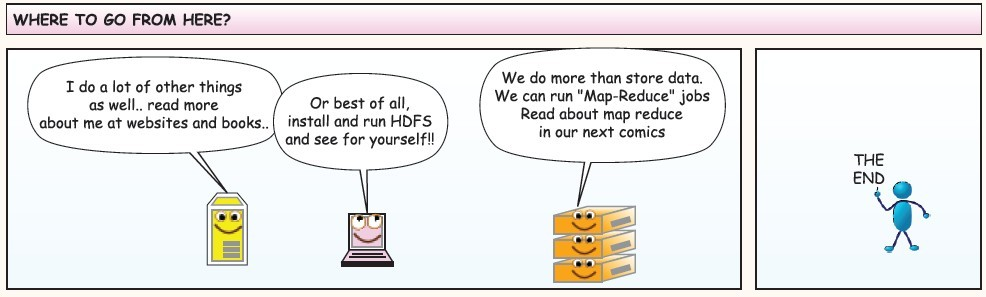 WHERE TO GO FROM HERE?
I do a lot of other things
as well.. read more
about me at websites and books..
Or best of all,
install and run HDFS
and see for yourself!!
We do more than store data.
We can run "Map-Reduce" jobs
Read about map reduce
in our next comics
THE
END